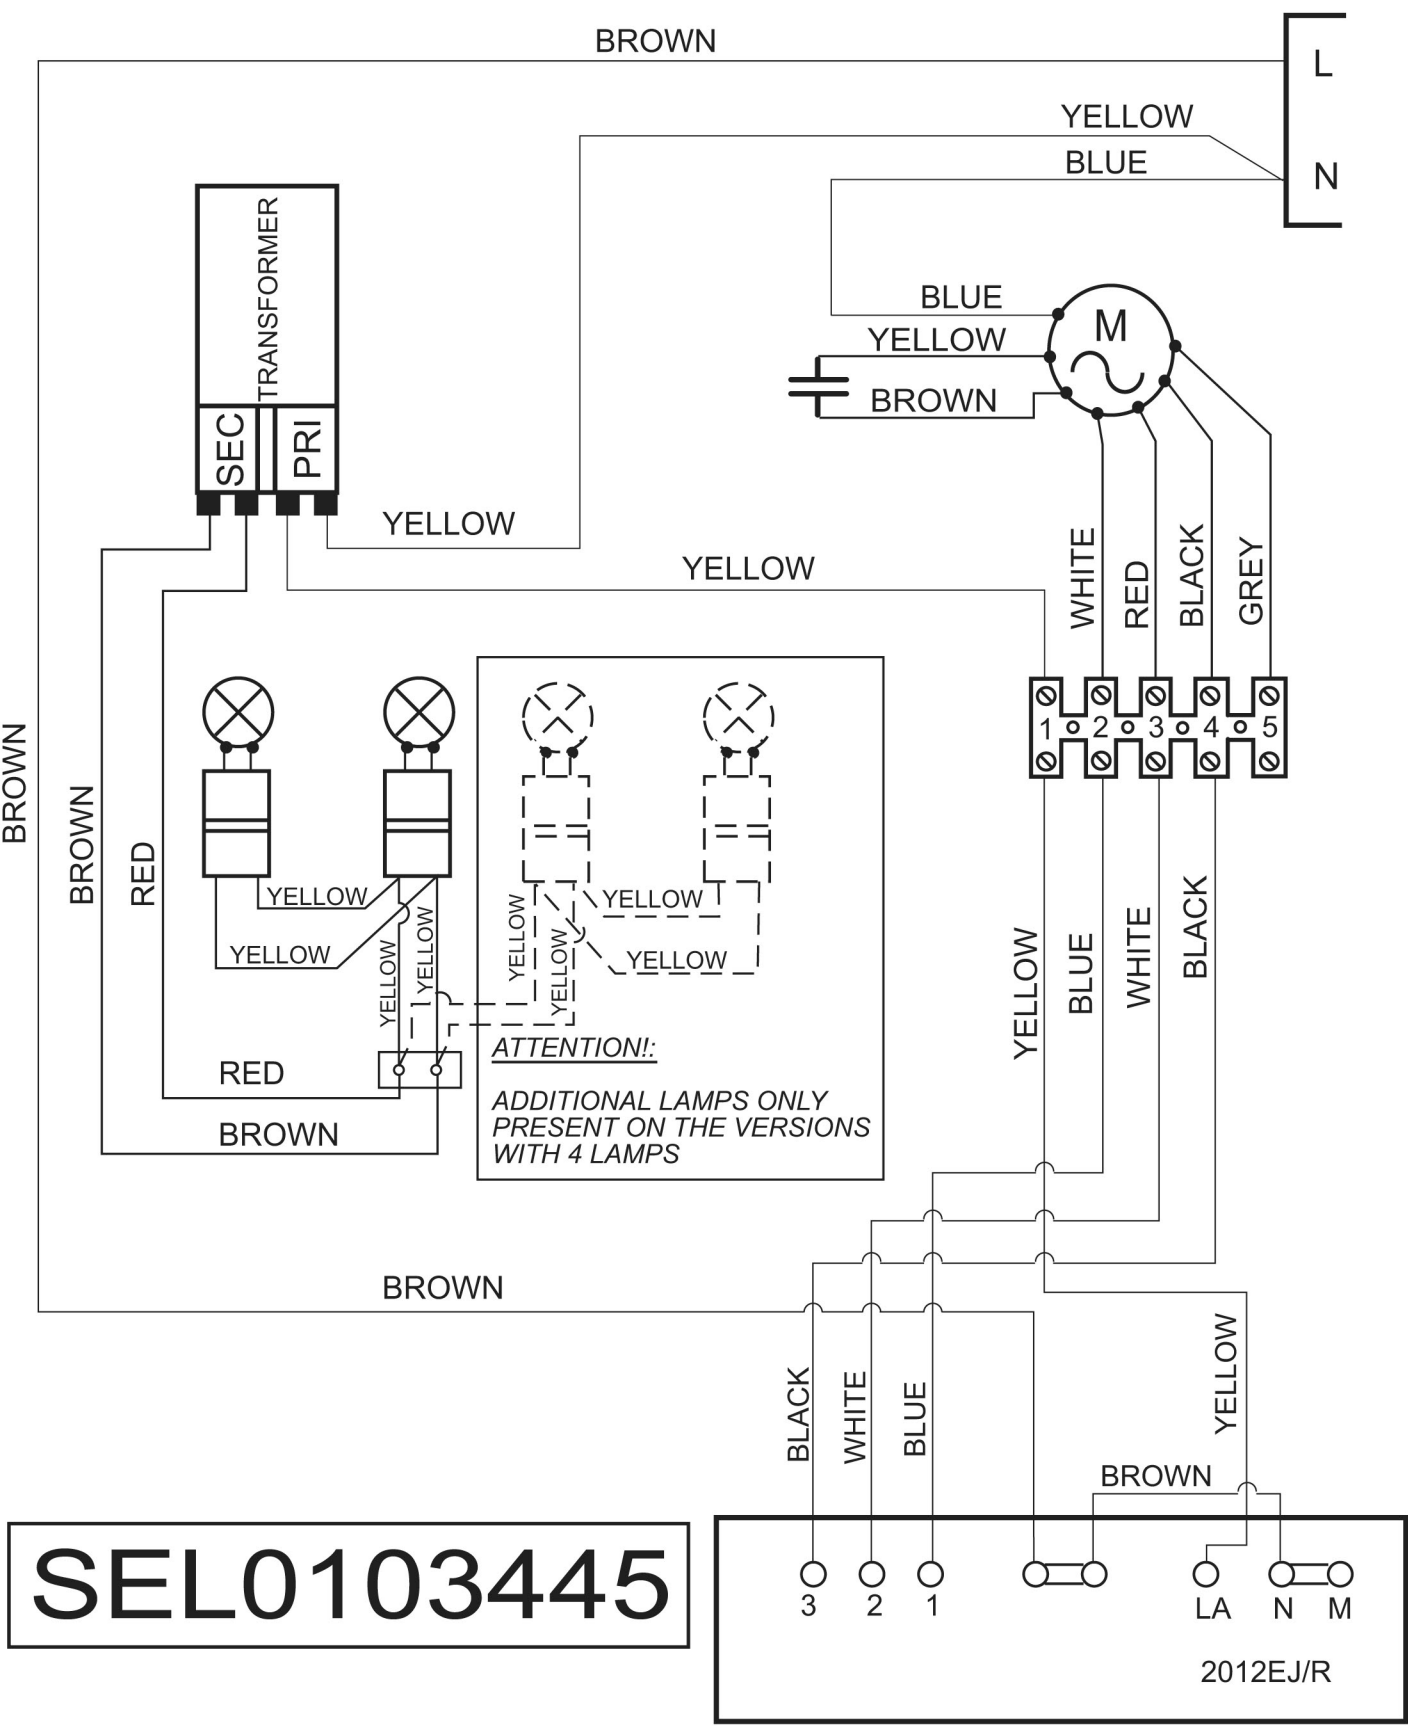 BROWN
L
YELLOW
BLUE
N
TRANSFORMER
SEC
PRI
BLUE
M
YELLOW
BROWN
YELLOW
YELLOW
WHITE
RED
BLACK
GREY
1
2
3
4
5
BROWN
BROWN
RED
YELLOW
YELLOW
YELLOW
YELLOW
YELLOW
YELLOW
YELLOW
YELLOW
YELLOW
BLUE
WHITE
BLACK
ATTENTION!:
ADDITIONAL LAMPS ONLY
PRESENT ON THE VERSIONS
WITH 4 LAMPS
RED
BROWN
BROWN
BLACK
WHITE
BLUE
YELLOW
BROWN
SEL0103445
3
2
1
LA
N
M
2012EJ/R